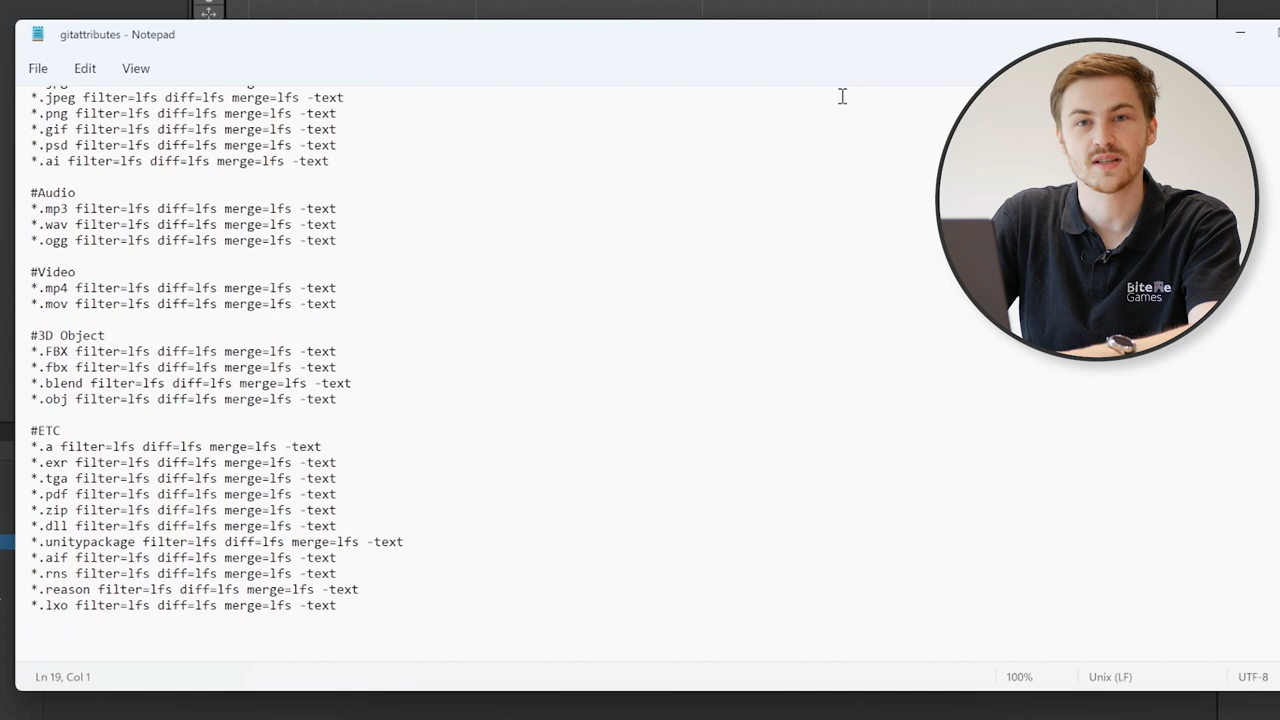 gitattributes - Notepad
File Edit View
*.jpeg filter=lfs diff=lfs merge=lfs -text
*.png filter=lfs diff=lfs merge=lfs -text
*.gif filter=lfs diff=lfs merge=lfs -text
*.psd filter=lfs diff=lfs merge=lfs -text
*.ai filter=lfs diff=lfs merge=lfs -text
#Audio
*.mp3 filter=lfs diff=lfs merge=lfs -text
*.wav filter=lfs diff=lfs merge=lfs -text
*.ogg filter=lfs diff=lfs merge=lfs -text
#Video
*.mp4 filter=lfs diff=lfs merge=lfs -text
*.mov filter=lfs diff=lfs merge=lfs -text
#3D Object
*.FBX filter=lfs diff=lfs merge=lfs -text
*.fbx filter=lfs diff=lfs merge=lfs -text
*.blend filter=lfs diff=lfs merge=lfs -text
*.obj filter=lfs diff=lfs merge=lfs -text
#ETC
*.a filter=lfs diff=lfs merge=lfs -text
*.exr filter=lfs diff=lfs merge=lfs -text
*.tga filter=lfs diff=lfs merge=lfs -text
*.pdf filter=lfs diff=lfs merge=lfs -text
*.zip filter=lfs diff=lfs merge=lfs -text
*.dll filter=lfs diff=lfs merge=lfs -text
*.unitypackage filter=lfs diff=lfs merge=lfs -text
*.aif filter=lfs diff=lfs merge=lfs -text
*.rns filter=lfs diff=lfs merge=lfs -text
*.reason filter=lfs diff=lfs merge=lfs -text
*.lxo filter=lfs diff=lfs merge=lfs -text
BiteMe
Games
Ln 19, Col 1 100% Unix (LF) UTF-8